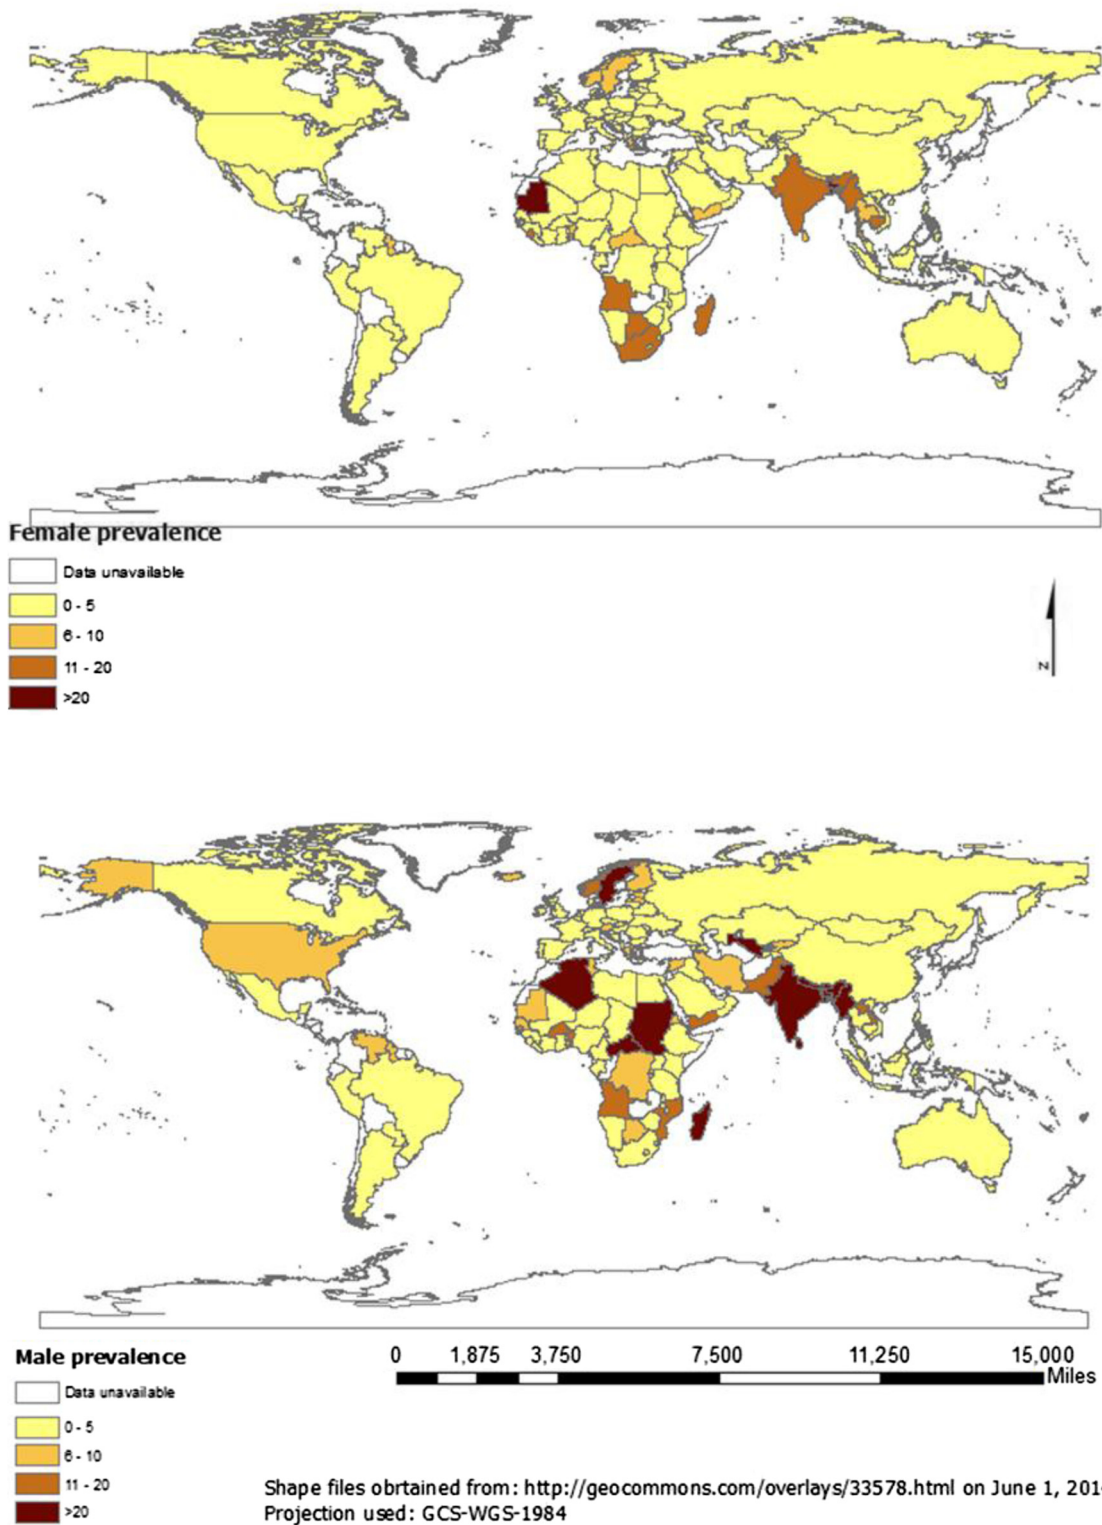 Female prevalence
Data unavailable
0 - 5
6 - 10
11 - 20
>20
N
0 1,875 3,750 7,500 11,250 15,000
Miles
Male prevalence
Data unavailable
0 - 5
6 - 10
11 - 20
>20
Shape files obrtained from: http://geocommons.com/overlays/33578.html on June 1, 201
Projection used: GCS-WGS-1984